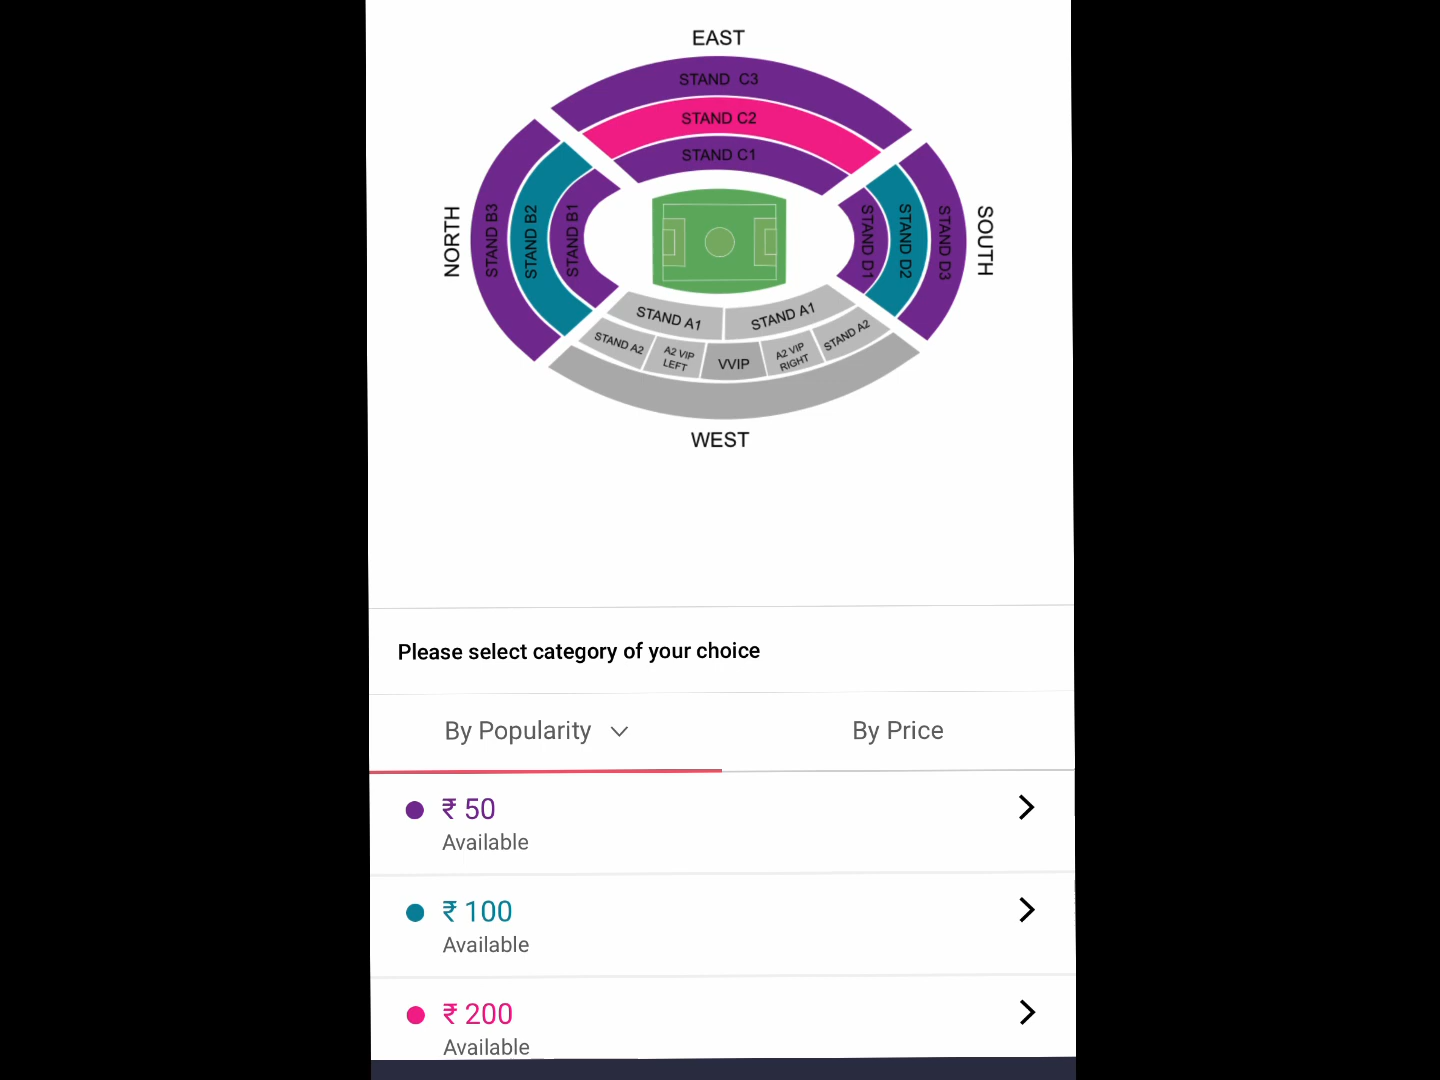 EAST
STAND C3
STAND C2
STAND C1
NORTH
STAND B3
STAND B2
STAND B1
STAND D1
STAND D2
STAND D3
SOUTH
STAND A1
STAND A1
STAND A2
A2 VIP
LEFT
VVIP
A2 VIP
RIGHT
STAND A2
WEST
Please select category of your choice
By Popularity
By Price
₹ 50
Available
₹ 100
Available
₹ 200
Available